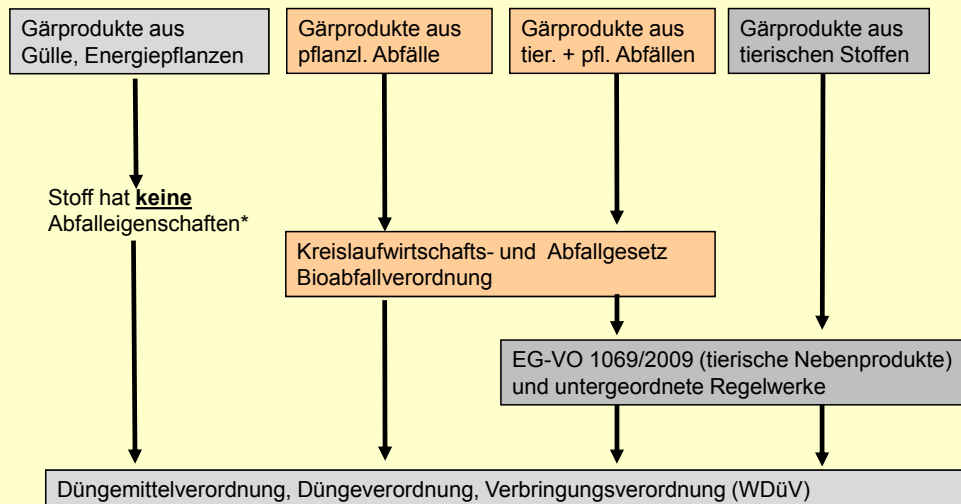 Gärprodukte aus
Gülle, Energiepflanzen
Gärprodukte aus
pflanzl. Abfälle
Gärprodukte aus
tier. + pfl. Abfällen
Gärprodukte aus
tierischen Stoffen
Stoff hat keine
Abfalleigenschaften*
Kreislaufwirtschafts- und Abfallgesetz
Bioabfallverordnung
EG-VO 1069/2009 (tierische Nebenprodukte)
und untergeordnete Regelwerke
Düngemittelverordnung, Düngeverordnung, Verbringungsverordnung (WDüV)